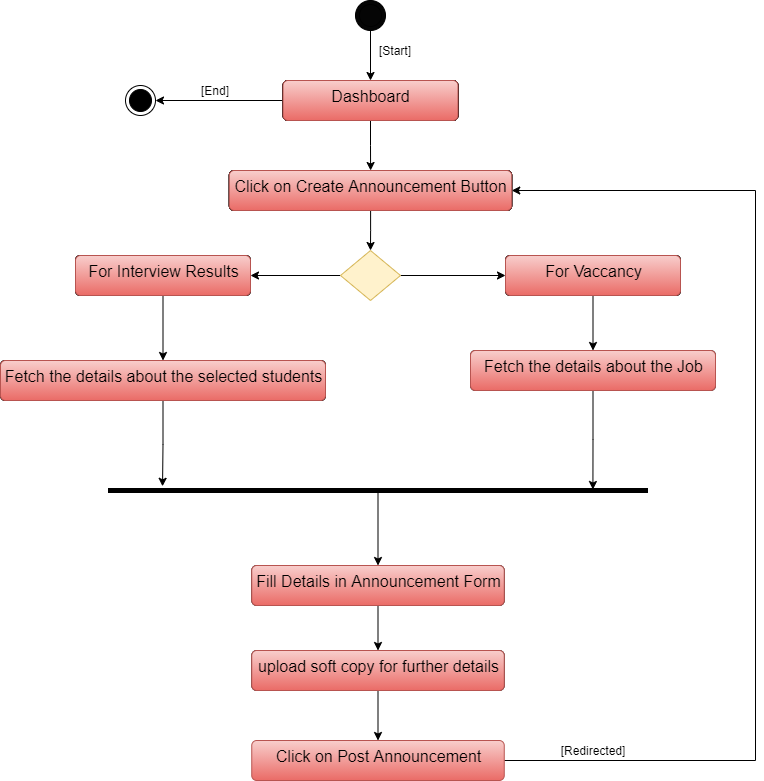 [Start]
[End]
Dashboard
Click on Create Announcement Button
For Interview Results
For Vaccancy
Fetch the details about the selected students
Fetch the details about the Job
Fill Details in Announcement Form
upload soft copy for further details
Click on Post Announcement
[Redirected]